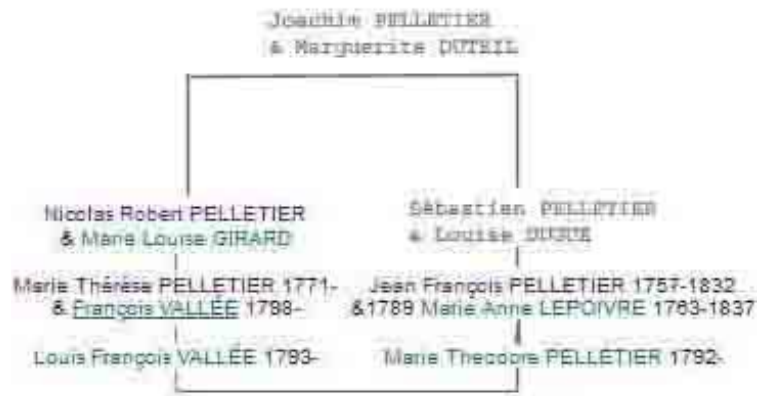 Joachim PELLETIER
& Marguerite DUTEIL
Nicolas Robert PELLETIER
& Marie Louise GIRARD
Sébastien PELLETIER
& Louise
Marie Thérèse PELLETIER 1771-
& François VALLÉE 1798-
Jean François PELLETIER 1757-1832
&1789 Marie Anne LEPOIVRE 1763-1837
Louis François VALLÉE 1793-
Marie Theodore PELLETIER 1792-